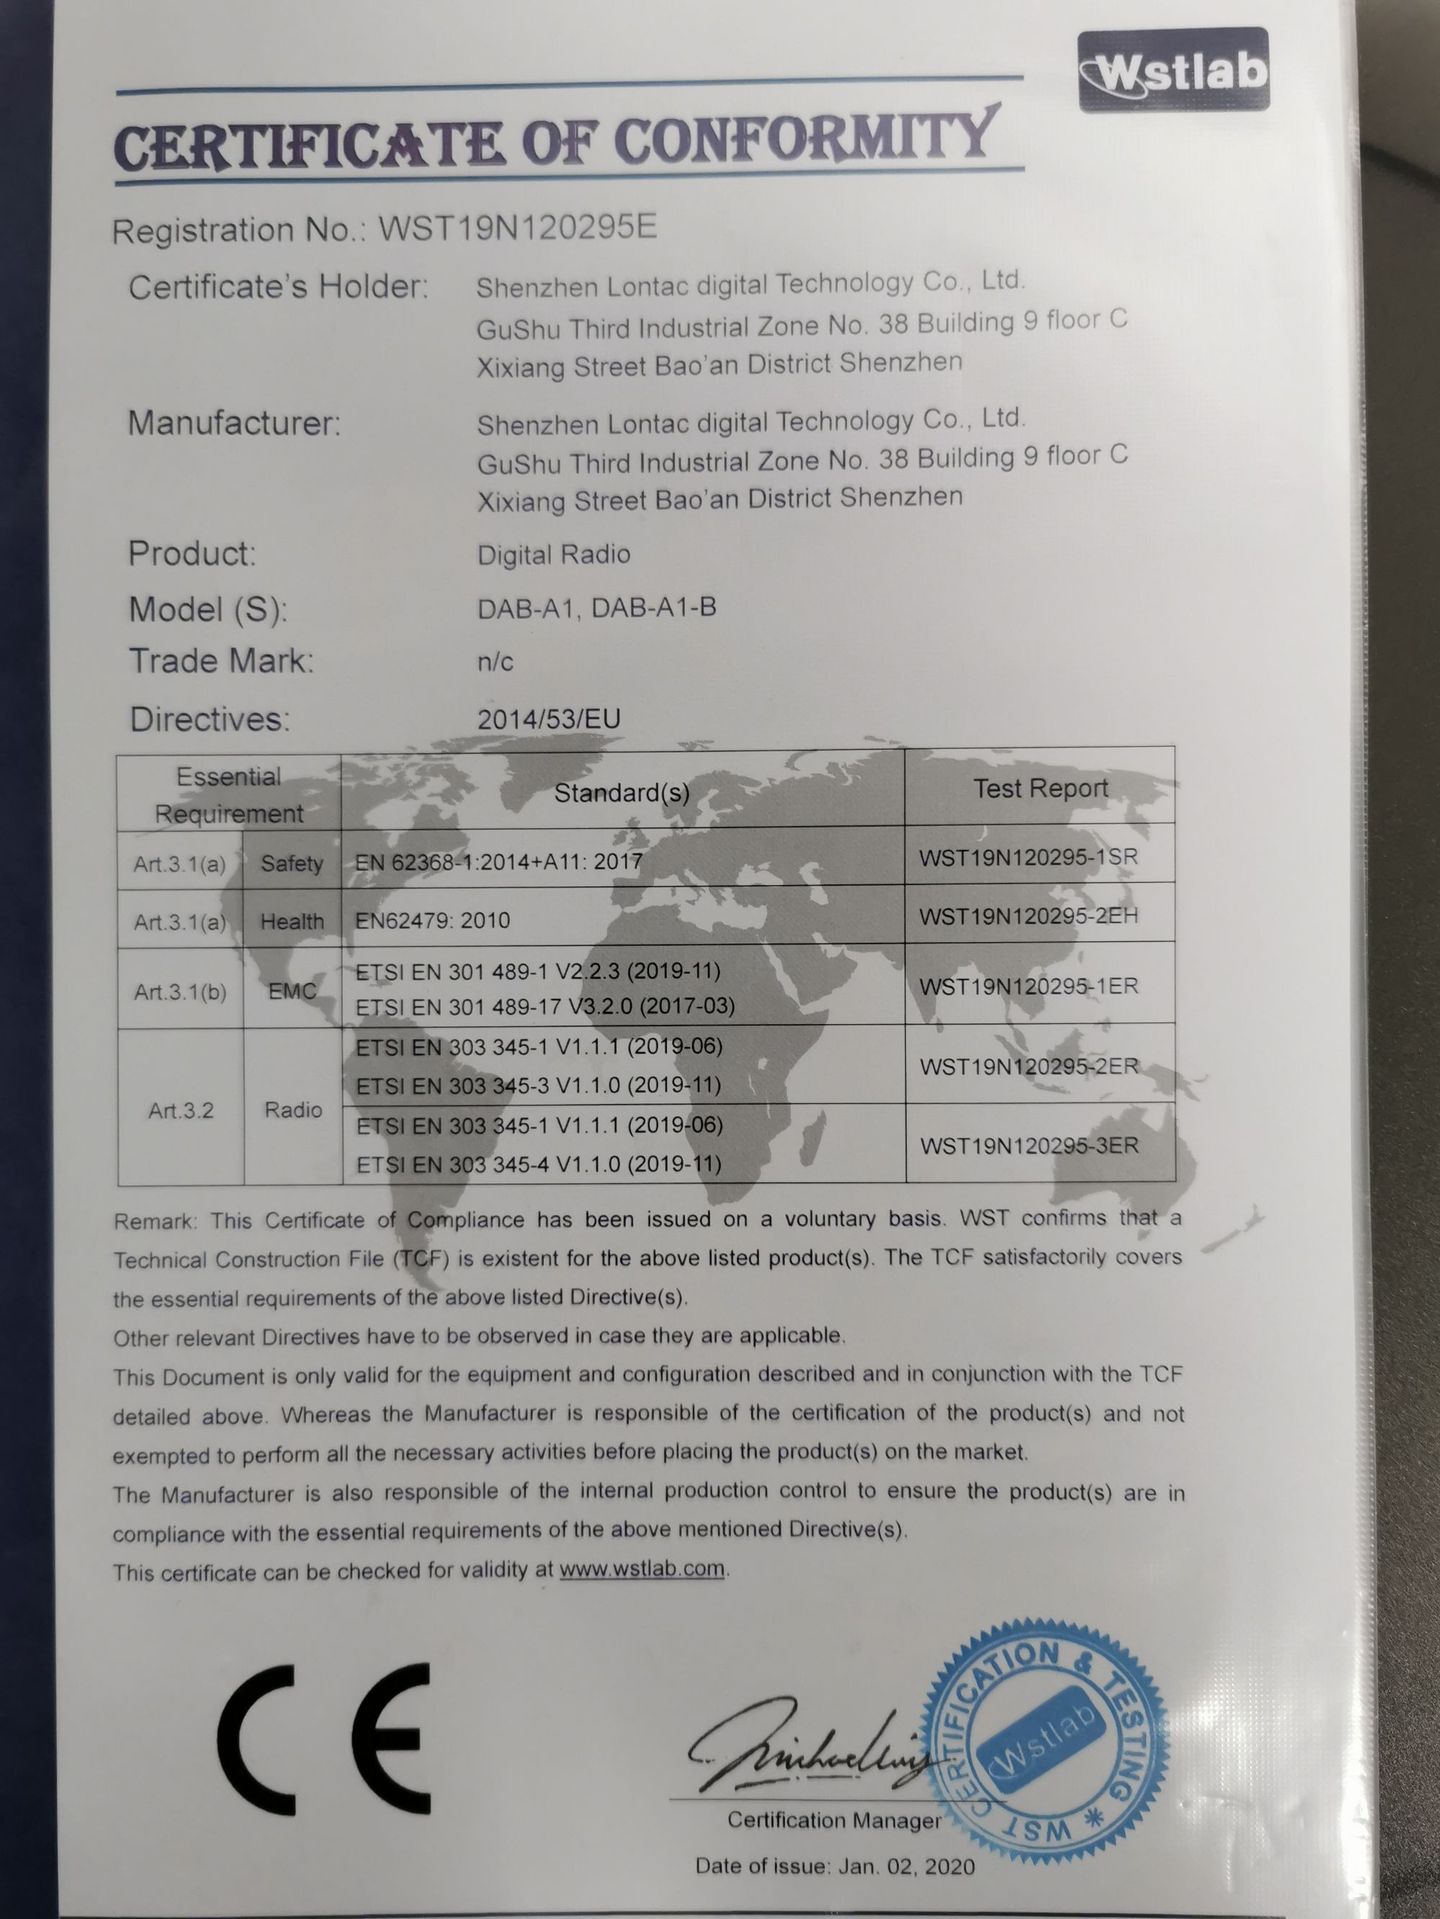 Wstlab
CERTIFICATE OF CONFORMITY
Registration No.: WST19N120295E
Certificate's Holder: Shenzhen Lontac digital Technology Co., Ltd.
GuShu Third Industrial Zone No. 38 Building 9 floor C
Xixiang Street Bao'an District Shenzhen
Manufacturer: Shenzhen Lontac digital Technology Co., Ltd.
GuShu Third Industrial Zone No. 38 Building 9 floor C
Xixiang Street Bao'an District Shenzhen
Product: Digital Radio
Model (S): DAB-A1, DAB-A1-B
Trade Mark: n/c
Directives: 2014/53/EU
Essential
Requirement
Standard(s)
Test Report
Art.3.1(a) Safety EN 62368-1:2014+A11: 2017 WST19N120295-1SR
Art.3.1(a) Health EN62479: 2010 WST19N120295-2EH
Art.3.1(b) EMC
ETSI EN 301 489-1 V2.2.3 (2019-11)
ETSI EN 301 489-17 V3.2.0 (2017-03)
WST19N120295-1ER
Art.3.2 Radio
ETSI EN 303 345-1 V1.1.1 (2019-06)
ETSI EN 303 345-3 V1.1.0 (2019-11)
WST19N120295-2ER
ETSI EN 303 345-1 V1.1.1 (2019-06)
ETSI EN 303 345-4 V1.1.0 (2019-11)
WST19N120295-3ER
Remark: This Certificate of Compliance has been issued on a voluntary basis. WST confirms that a
Technical Construction File (TCF) is existent for the above listed product(s). The TCF satisfactorily covers
the essential requirements of the above listed Directive(s).
Other relevant Directives have to be observed in case they are applicable.
This Document is only valid for the equipment and configuration described and in conjunction with the TCF
detailed above. Whereas the Manufacturer is responsible of the certification of the product(s) and not
exempted to perform all the necessary activities before placing the product(s) on the market.
The Manufacturer is also responsible of the internal production control to ensure the product(s) are in
compliance with the essential requirements of the above mentioned Directive(s).
This certificate can be checked for validity at www.wstlab.com.
CE
WST CERTIFICATION & TESTING *
Wstlab
Certification Manager
Date of issue: Jan. 02, 2020